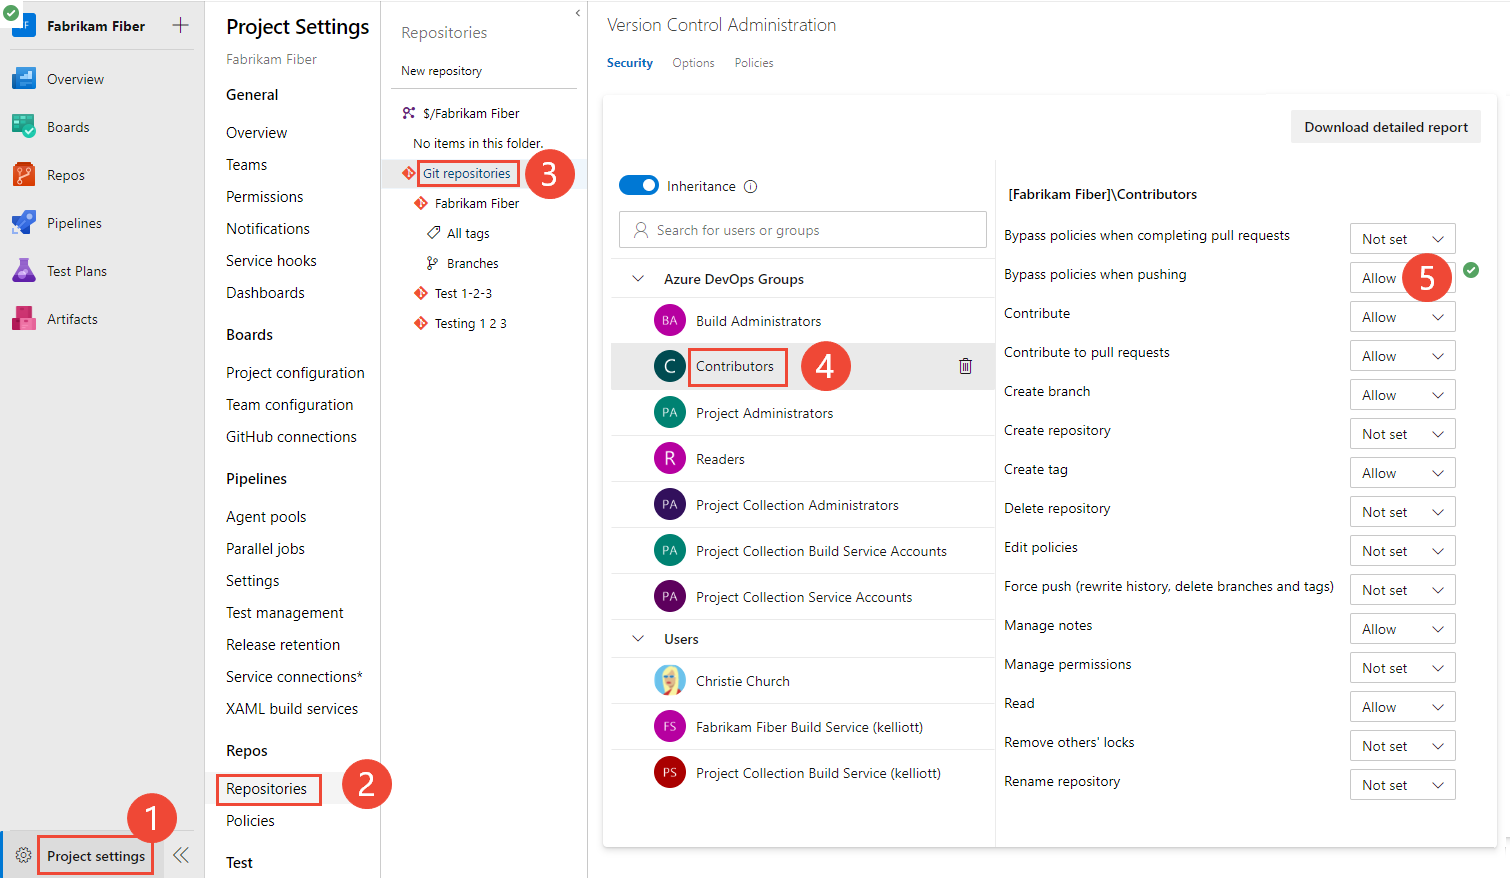 Fabrikam Fiber
Overview
Boards
Repos
Pipelines
Test Plans
Artifacts
1
Project settings
Project Settings
Fabrikam Fiber
General
Overview
Teams
Permissions
Notifications
Service hooks
Dashboards
Boards
Project configuration
Team configuration
GitHub connections
Pipelines
Agent pools
Parallel jobs
Settings
Test management
Release retention
Service connections*
XAML build services
Repos
Repositories 2
Policies
Test
Repositories
New repository
$/Fabrikam Fiber
No items in this folder.
Git repositories 3
Fabrikam Fiber
All tags
Branches
Test 1-2-3
Testing 1 2 3
Version Control Administration
Security Options Policies
Download detailed report
Inheritance
Search for users or groups
Azure DevOps Groups
BA Build Administrators
C Contributors 4
PA Project Administrators
R Readers
PA Project Collection Administrators
PA Project Collection Build Service Accounts
PA Project Collection Service Accounts
Users
Christie Church
FS Fabrikam Fiber Build Service (kelliott)
PS Project Collection Build Service (kelliott)
[Fabrikam Fiber]\Contributors
Bypass policies when completing pull requests Not set
Bypass policies when pushing Allow 5
Contribute Allow
Contribute to pull requests Allow
Create branch Allow
Create repository Not set
Create tag Allow
Delete repository Not set
Edit policies Not set
Force push (rewrite history, delete branches and tags) Not set
Manage notes Allow
Manage permissions Not set
Read Allow
Remove others' locks Not set
Rename repository Not set